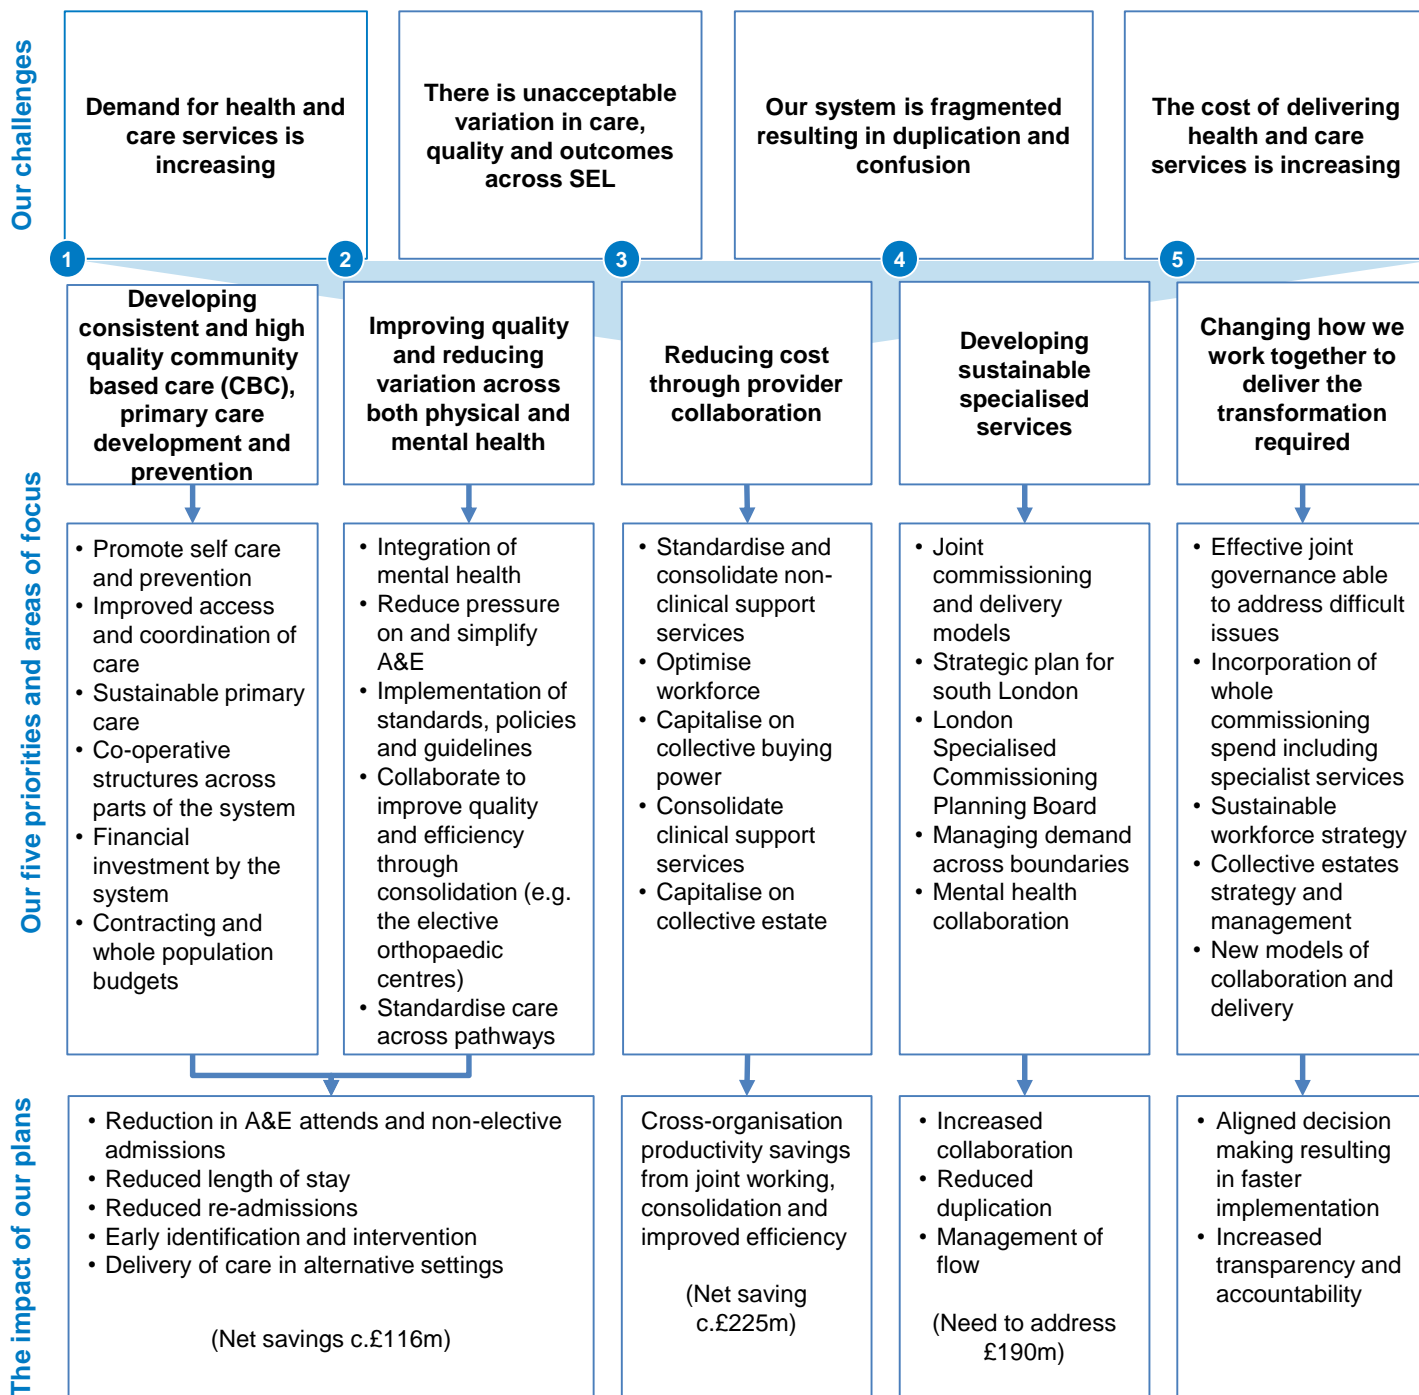 Our challenges
Demand for health and
care services is
increasing
There is unacceptable
variation in care,
quality and outcomes
across SEL
Our system is fragmented
resulting in duplication and
confusion
The cost of delivering
health and care
services is increasing
Our five priorities and areas of focus
1
Developing
consistent and high
quality community
based care (CBC),
primary care
development and
prevention
2
Improving quality
and reducing
variation across
both physical and
mental health
3
Reducing cost
through provider
collaboration
4
Developing
sustainable
specialised
services
5
Changing how we
work together to
deliver the
transformation
required
• Promote self care
and prevention
• Improved access
and coordination of
care
• Sustainable primary
care
• Co-operative
structures across
parts of the system
• Financial
investment by the
system
• Contracting and
whole population
budgets
• Integration of
mental health
• Reduce pressure
on and simplify
A&E
• Implementation of
standards, policies
and guidelines
• Collaborate to
improve quality
and efficiency
through
consolidation (e.g.
the elective
orthopaedic
centres)
• Standardise care
across pathways
• Standardise and
consolidate non-
clinical support
services
• Optimise
workforce
• Capitalise on
collective buying
power
• Consolidate
clinical support
services
• Capitalise on
collective estate
• Joint
commissioning
and delivery
models
• Strategic plan for
south London
• London
Specialised
Commissioning
Planning Board
• Managing demand
across boundaries
• Mental health
collaboration
• Effective joint
governance able
to address difficult
issues
• Incorporation of
whole
commissioning
spend including
specialist services
• Sustainable
workforce strategy
• Collective estates
strategy and
management
• New models of
collaboration and
delivery
The impact of our plans
• Reduction in A&E attends and non-elective
admissions
• Reduced length of stay
• Reduced re-admissions
• Early identification and intervention
• Delivery of care in alternative settings
(Net savings c.£116m)
Cross-organisation
productivity savings
from joint working,
consolidation and
improved efficiency
(Net saving
c.£225m)
• Increased
collaboration
• Reduced
duplication
• Management of
flow
(Need to address
£190m)
• Aligned decision
making resulting
in faster
implementation
• Increased
transparency and
accountability